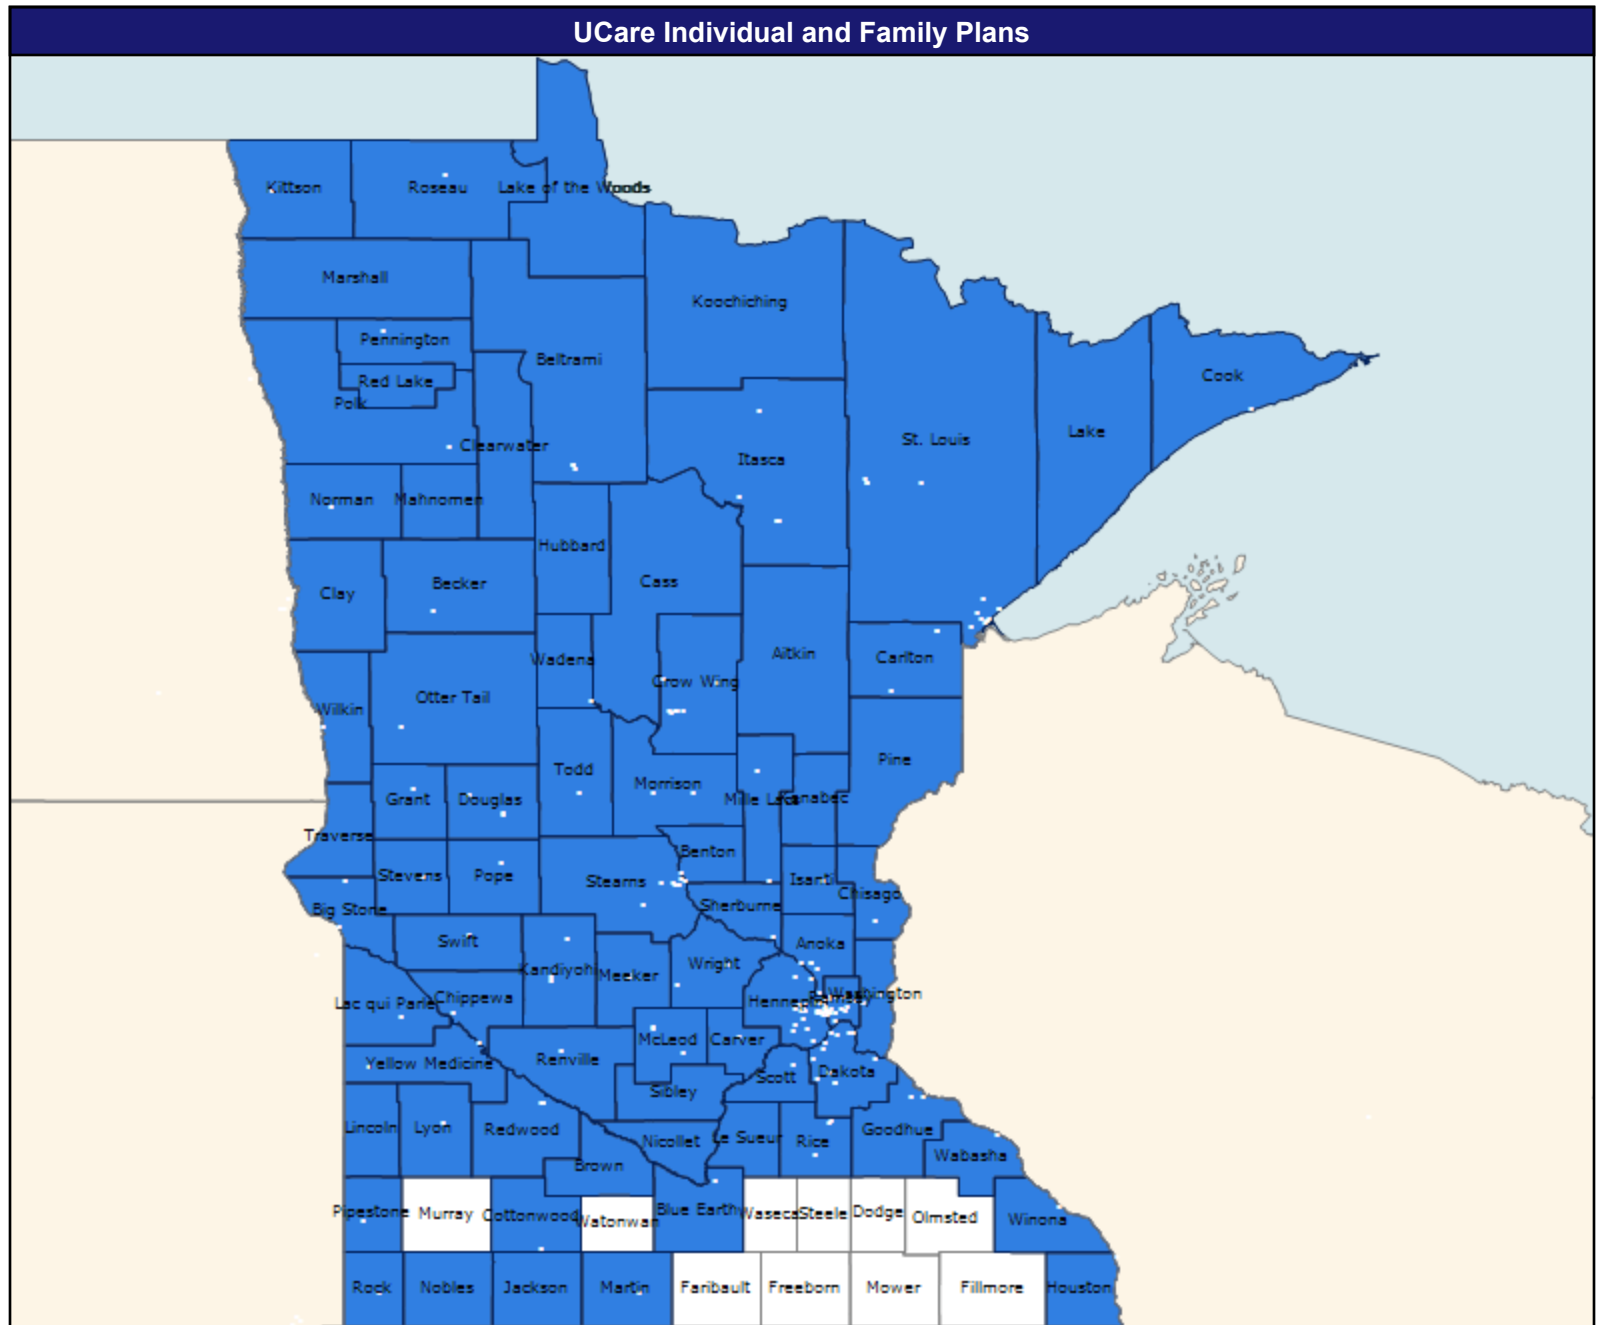 UCare Individual and Family Plans
Kittson
Roseau
Lake of the Woods
Marshall
Koochiching
Pennington
Beltrami
Red Lake
Cook
Polk
Lake
St. Louis
Clearwater
Itasca
Norman
Mahnomen
Hubbard
Cass
Becker
Clay
Aitkin
Carlton
Wadena
Crow Wing
Otter Tail
Wilkin
Pine
Todd
Morrison
Grant
Douglas
Mille Lacs
Kanabec
Traverse
Benton
Stevens
Pope
Stearns
Isanti
Chisago
Big Stone
Sherburne
Swift
Anoka
Wright
Kandiyohi
Meeker
Lac qui Parle
Chippewa
Hennepin
Ramsey
Washington
McLeod
Carver
Yellow Medicine
Renville
Scott
Dakota
Sibley
Lincoln
Lyon
Redwood
Nicollet
Le Sueur
Rice
Goodhue
Wabasha
Brown
Pipestone
Murray
Cottonwood
Watonwan
Blue Earth
Waseca
Steele
Dodge
Olmsted
Winona
Rock
Nobles
Jackson
Martin
Faribault
Freeborn
Mower
Fillmore
Houston